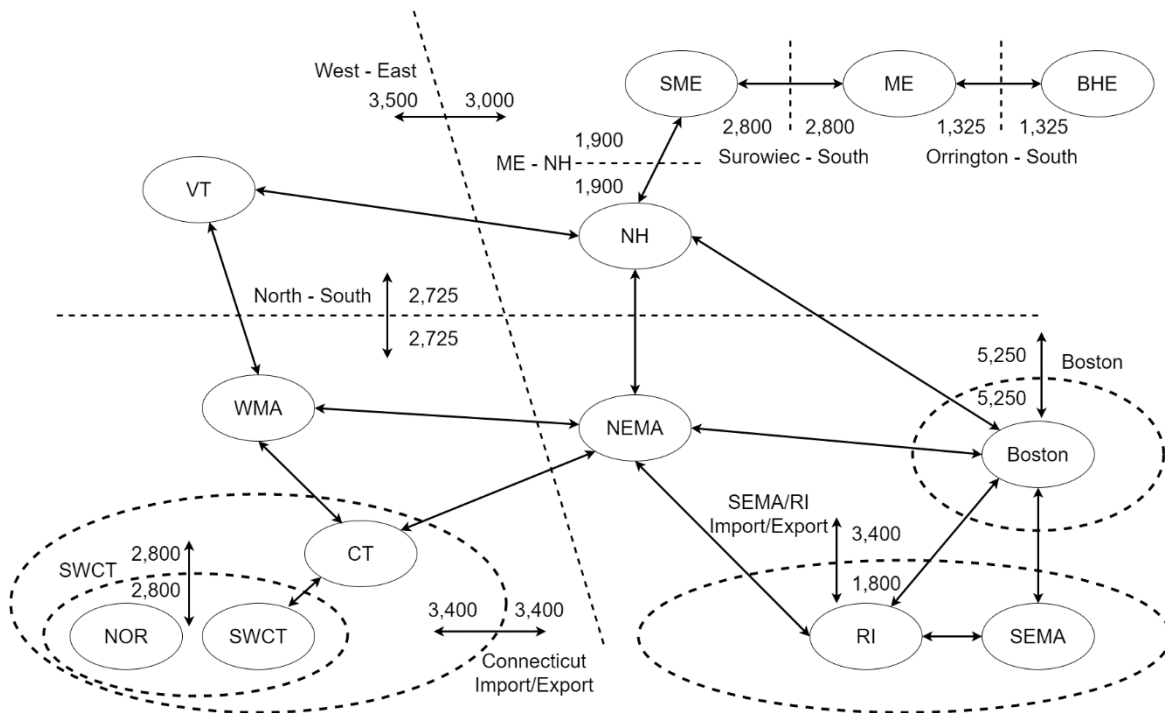 West - East
3,500 3,000
SME
ME
BHE
1,900
ME - NH
1,900
2,800 2,800
Surowiec - South
1,325 1,325
Orrington - South
VT
NH
North - South
2,725
2,725
5,250
Boston
5,250
WMA
NEMA
Boston
SEMA/RI
Import/Export
3,400
1,800
CT
SWCT
2,800
2,800
NOR
SWCT
3,400 3,400
Connecticut
Import/Export
RI
SEMA